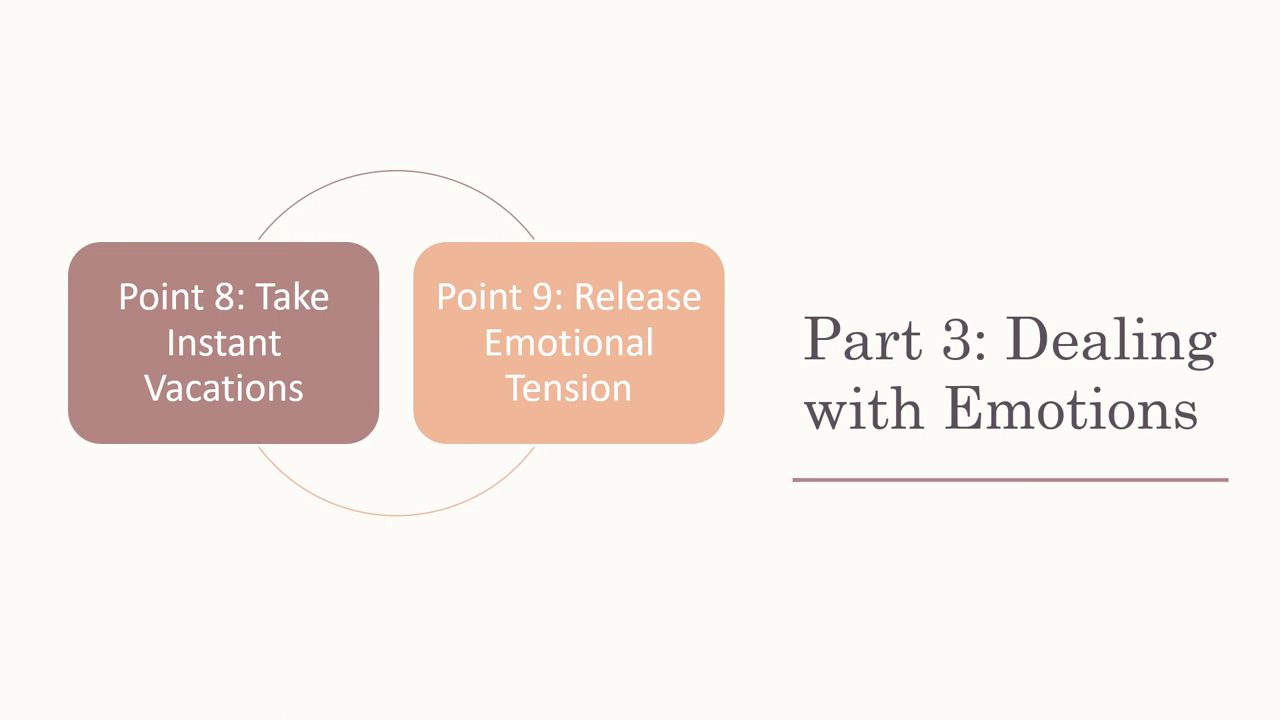 Point 8: Take
Instant
Vacations
Point 9: Release
Emotional
Tension
Part 3: Dealing
with Emotions